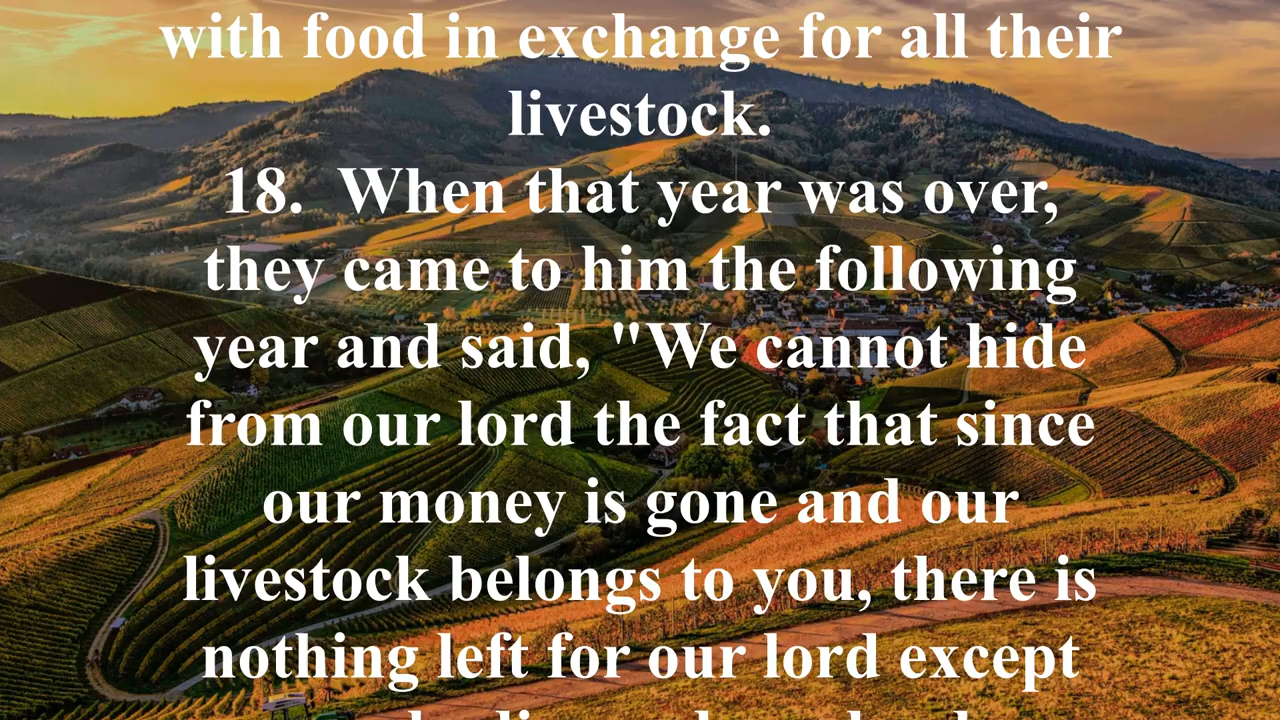 with food in exchange for all their
livestock.
18. When that year was over,
they came to him the following
year and said, "We cannot hide
from our lord the fact that since
our money is gone and our
livestock belongs to you, there is
nothing left for our lord except